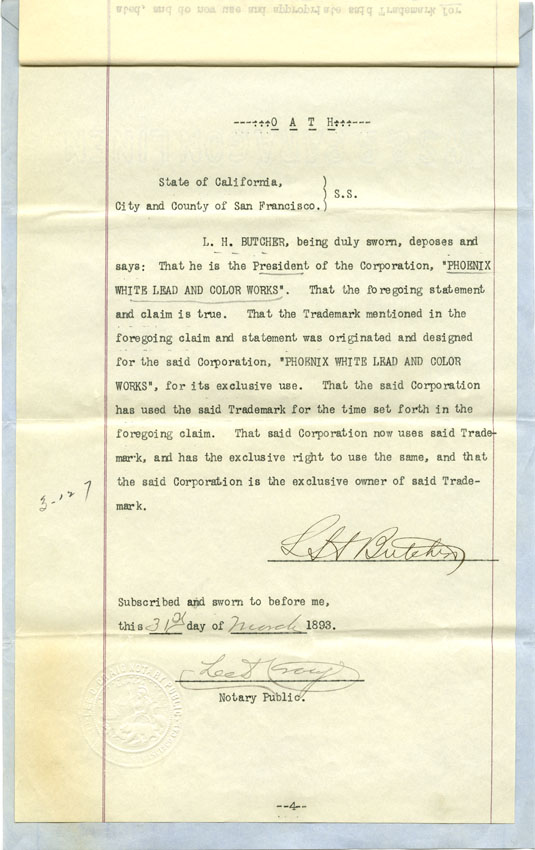 ----:::O A T H:::----
State of California,
City and County of San Francisco.) S.S.
L. H. BUTCHER, being duly sworn, deposes and
says: That he is the President of the Corporation, "PHOENIX
WHITE LEAD AND COLOR WORKS". That the foregoing statement
and claim is true. That the Trademark mentioned in the
foregoing claim and statement was originated and designed
for the said Corporation, "PHOENIX WHITE LEAD AND COLOR
WORKS", for its exclusive use. That the said Corporation
has used the said Trademark for the time set forth in the
foregoing claim. That said Corporation now uses said Trade-
mark, and has the exclusive right to use the same, and that
the said Corporation is the exclusive owner of said Trade-
mark.
L H Butcher
Subscribed and sworn to before me,
this 31st day of March 1893.
Notary Public.
--4--